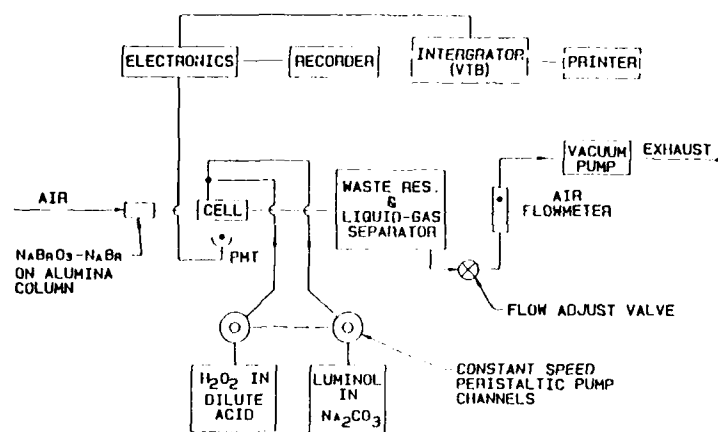 ELECTRONICS
RECORDER
INTERGRATOR
(VTB)
PRINTER
VACUUM
PUMP
EXHAUST
AIR
CELL
WASTE RES.
&
LIQUID-GAS
SEPARATOR
AIR
FLOWMETER
PMT
NaBrO3-NaBr
ON ALUMINA
COLUMN
FLOW ADJUST VALVE
H2O2 IN
DILUTE
ACID
LUMINOL
IN
Na2CO3
CONSTANT SPEED
PERISTALTIC PUMP
CHANNELS